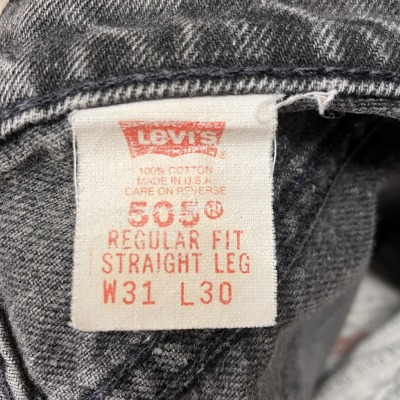 LEVI'S®
100% COTTON
MADE IN U.S.A
CARE ON REVERSE
505®
REGULAR FIT
STRAIGHT LEG
W31 L30